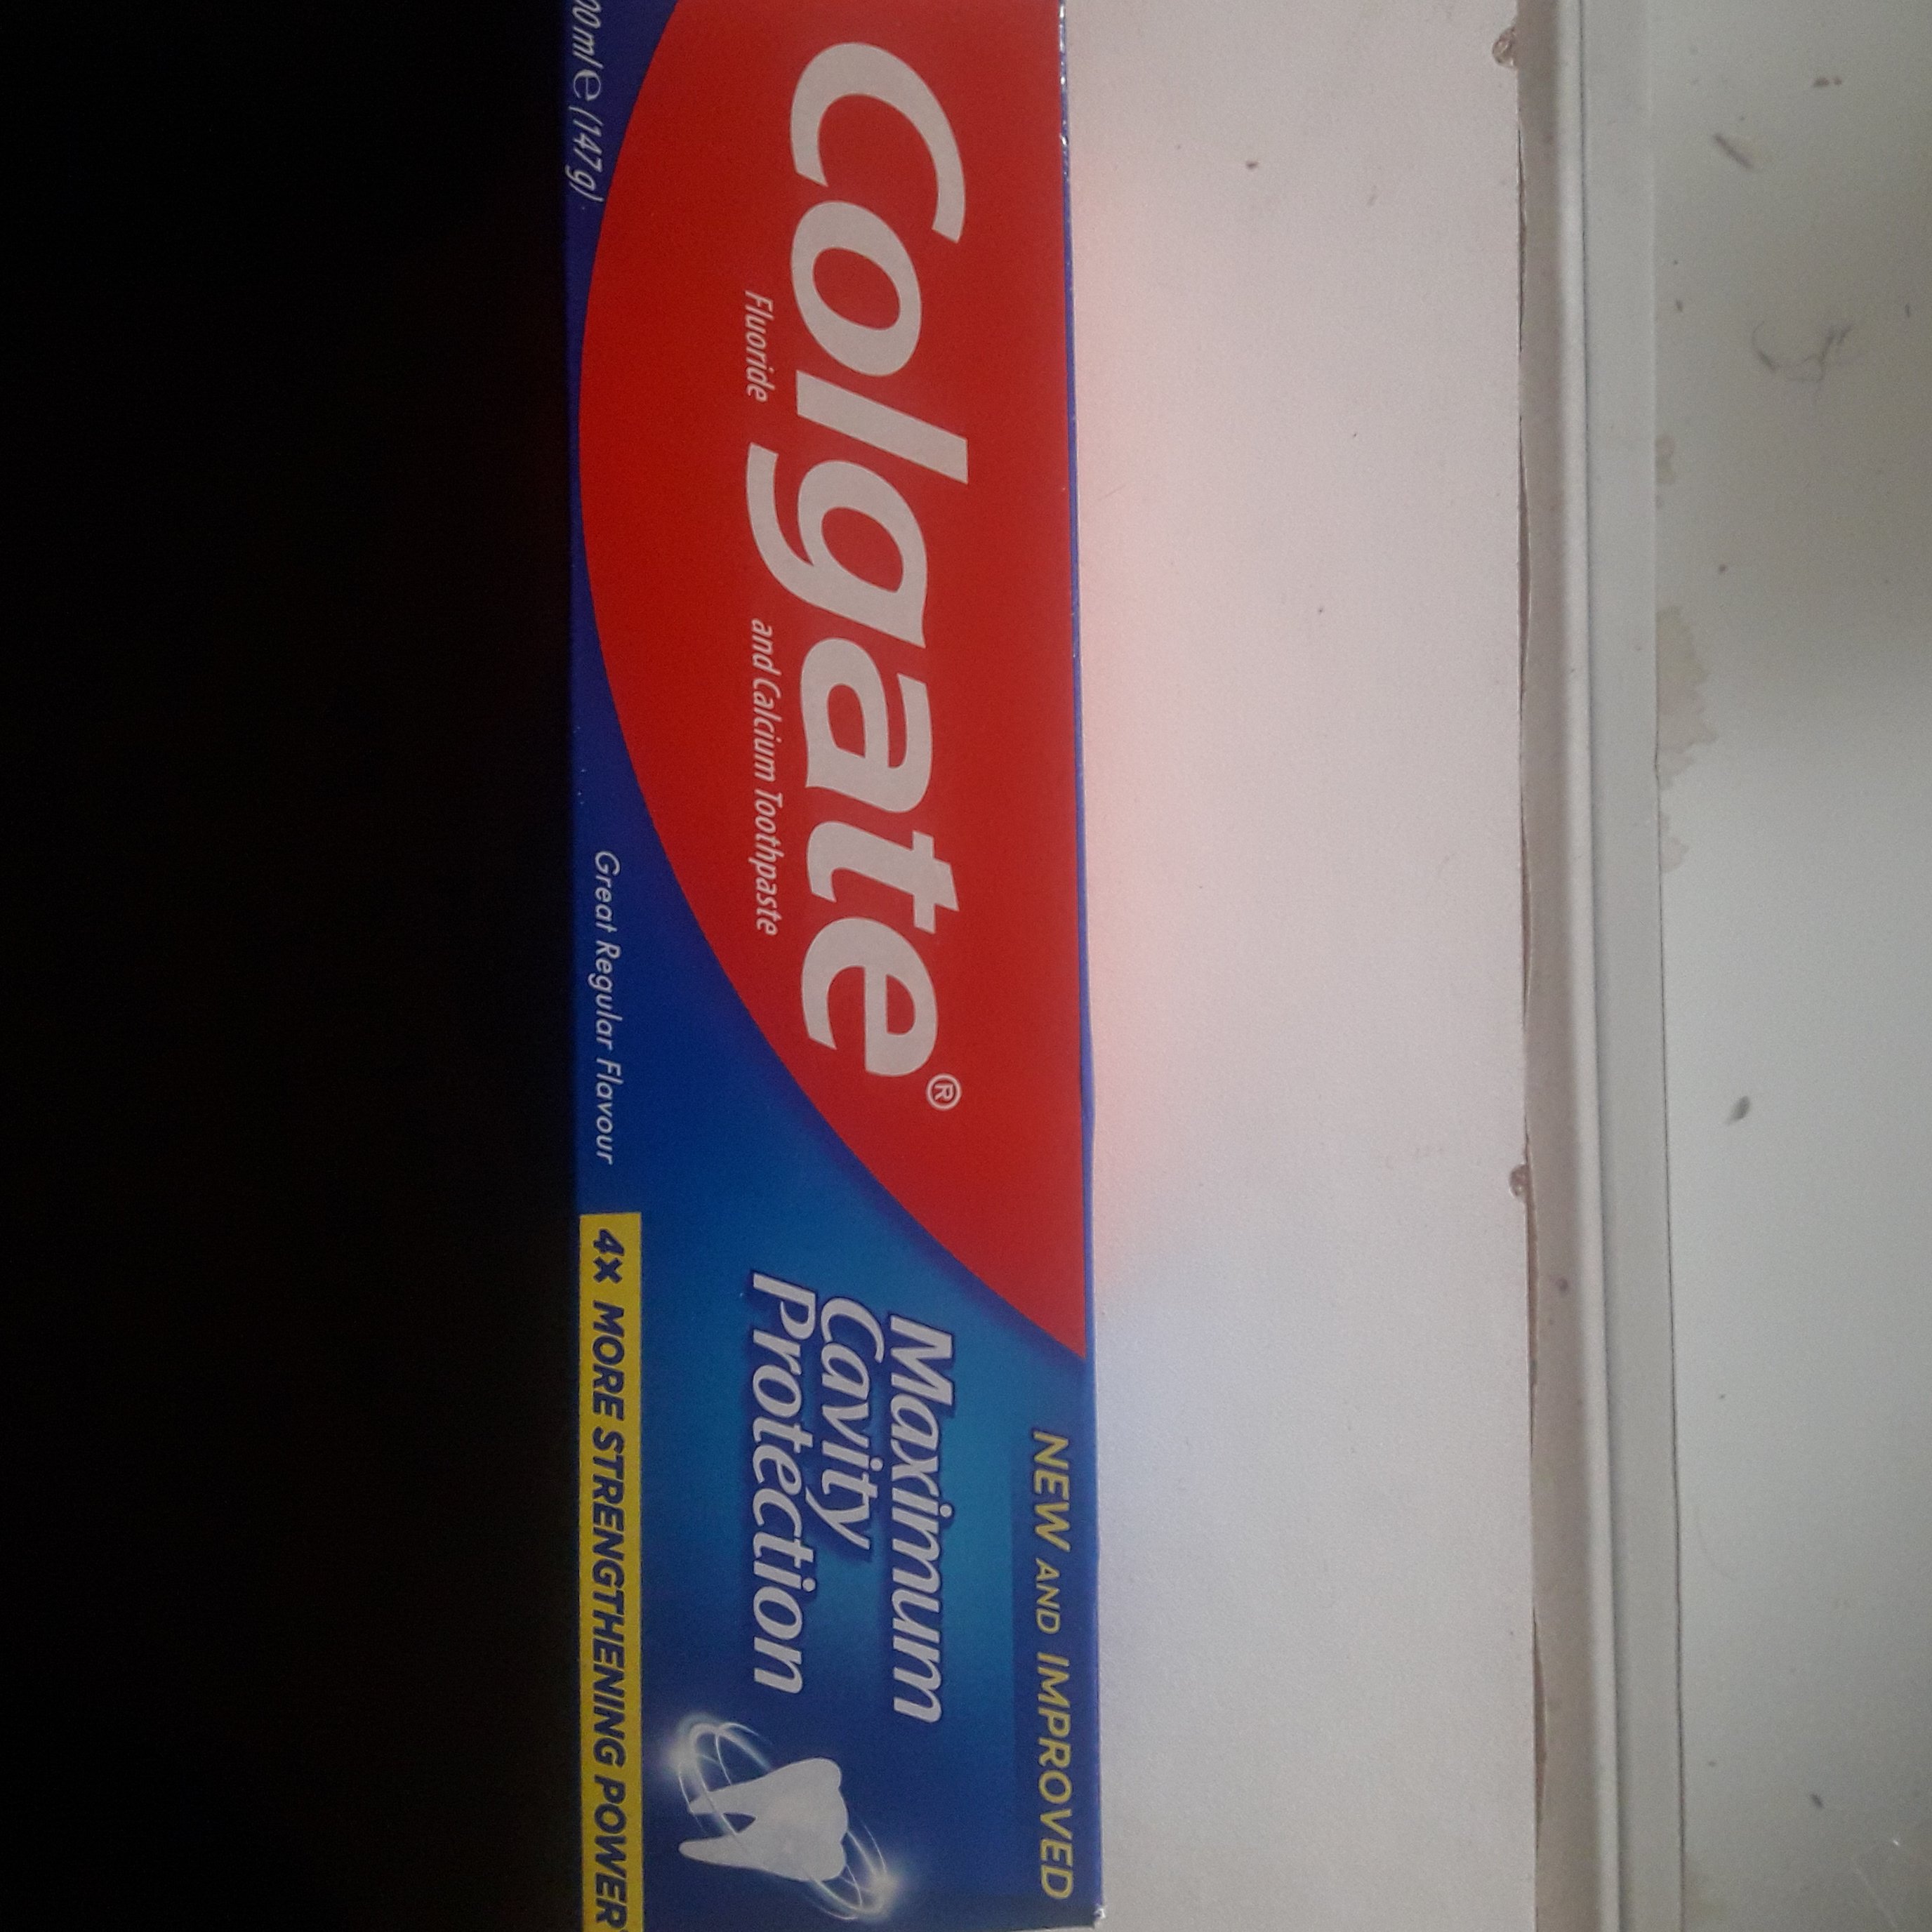 Colgate®
Fluoride and Calcium Toothpaste
NEW AND IMPROVED
Maximum
Cavity
Protection
00ml ℮ (147g)
Great Regular Flavour
4X MORE STRENGTHENING POWER